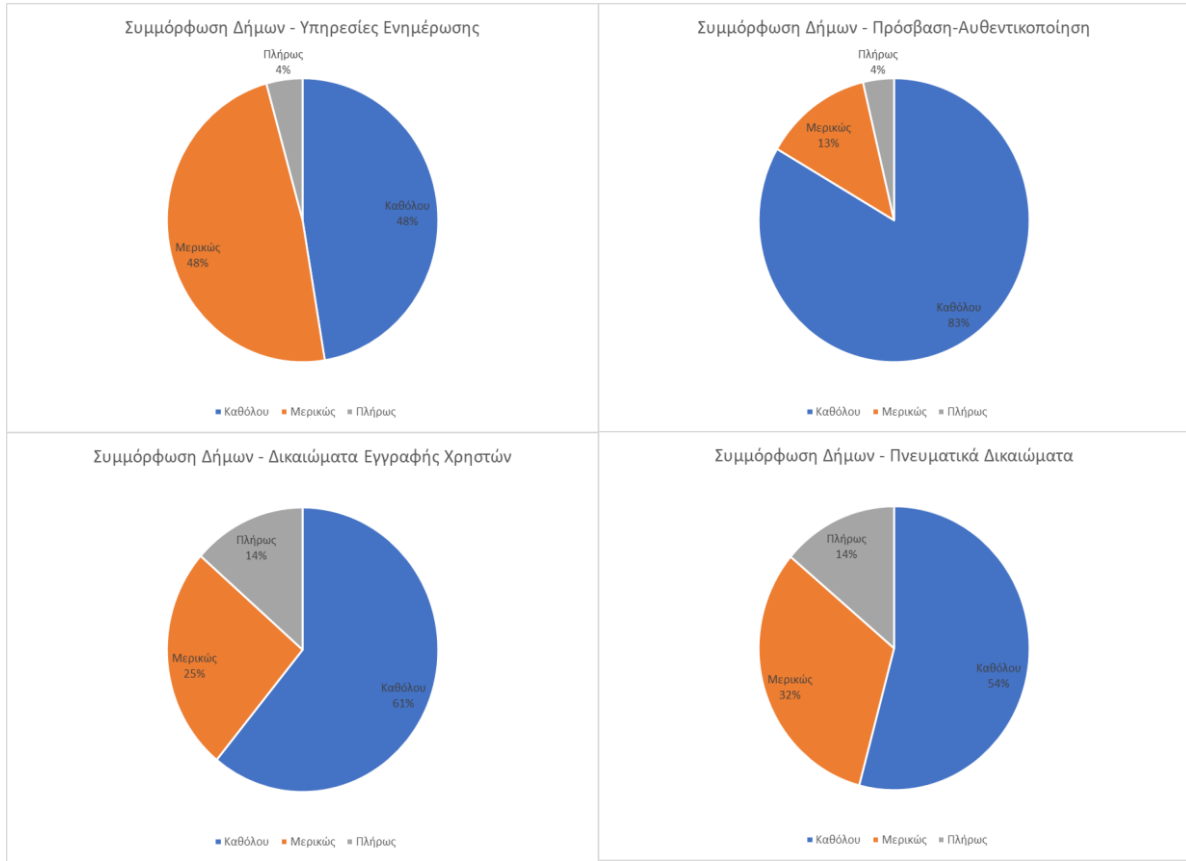 Συμμόρφωση Δήμων - Υπηρεσίες Ενημέρωσης
Πλήρως
4%
Μερικώς
48%
Καθόλου
48%
Καθόλου Μερικώς Πλήρως
Συμμόρφωση Δήμων - Πρόσβαση-Αυθεντικοποίηση
Πλήρως
4%
Μερικώς
13%
Καθόλου
83%
Καθόλου Μερικώς Πλήρως
Συμμόρφωση Δήμων - Δικαιώματα Εγγραφής Χρηστών
Πλήρως
14%
Μερικώς
25%
Καθόλου
61%
Καθόλου Μερικώς Πλήρως
Συμμόρφωση Δήμων - Πνευματικά Δικαιώματα
Πλήρως
14%
Μερικώς
32%
Καθόλου
54%
Καθόλου Μερικώς Πλήρως